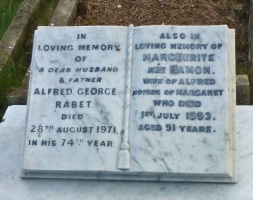 IN
LOVING MEMORY
OF
A DEAR HUSBAND
& FATHER
ALFRED GEORGE
RABET
DIED
28TH AUGUST 1971
IN HIS 74TH YEAR.
ALSO IN
LOVING MEMORY OF
MARGUERITE
NÉE HAMON.
WIFE OF ALFRED
MOTHER OF MARGARET
WHO DIED
1ST JULY 1993.
AGED 91 YEARS.